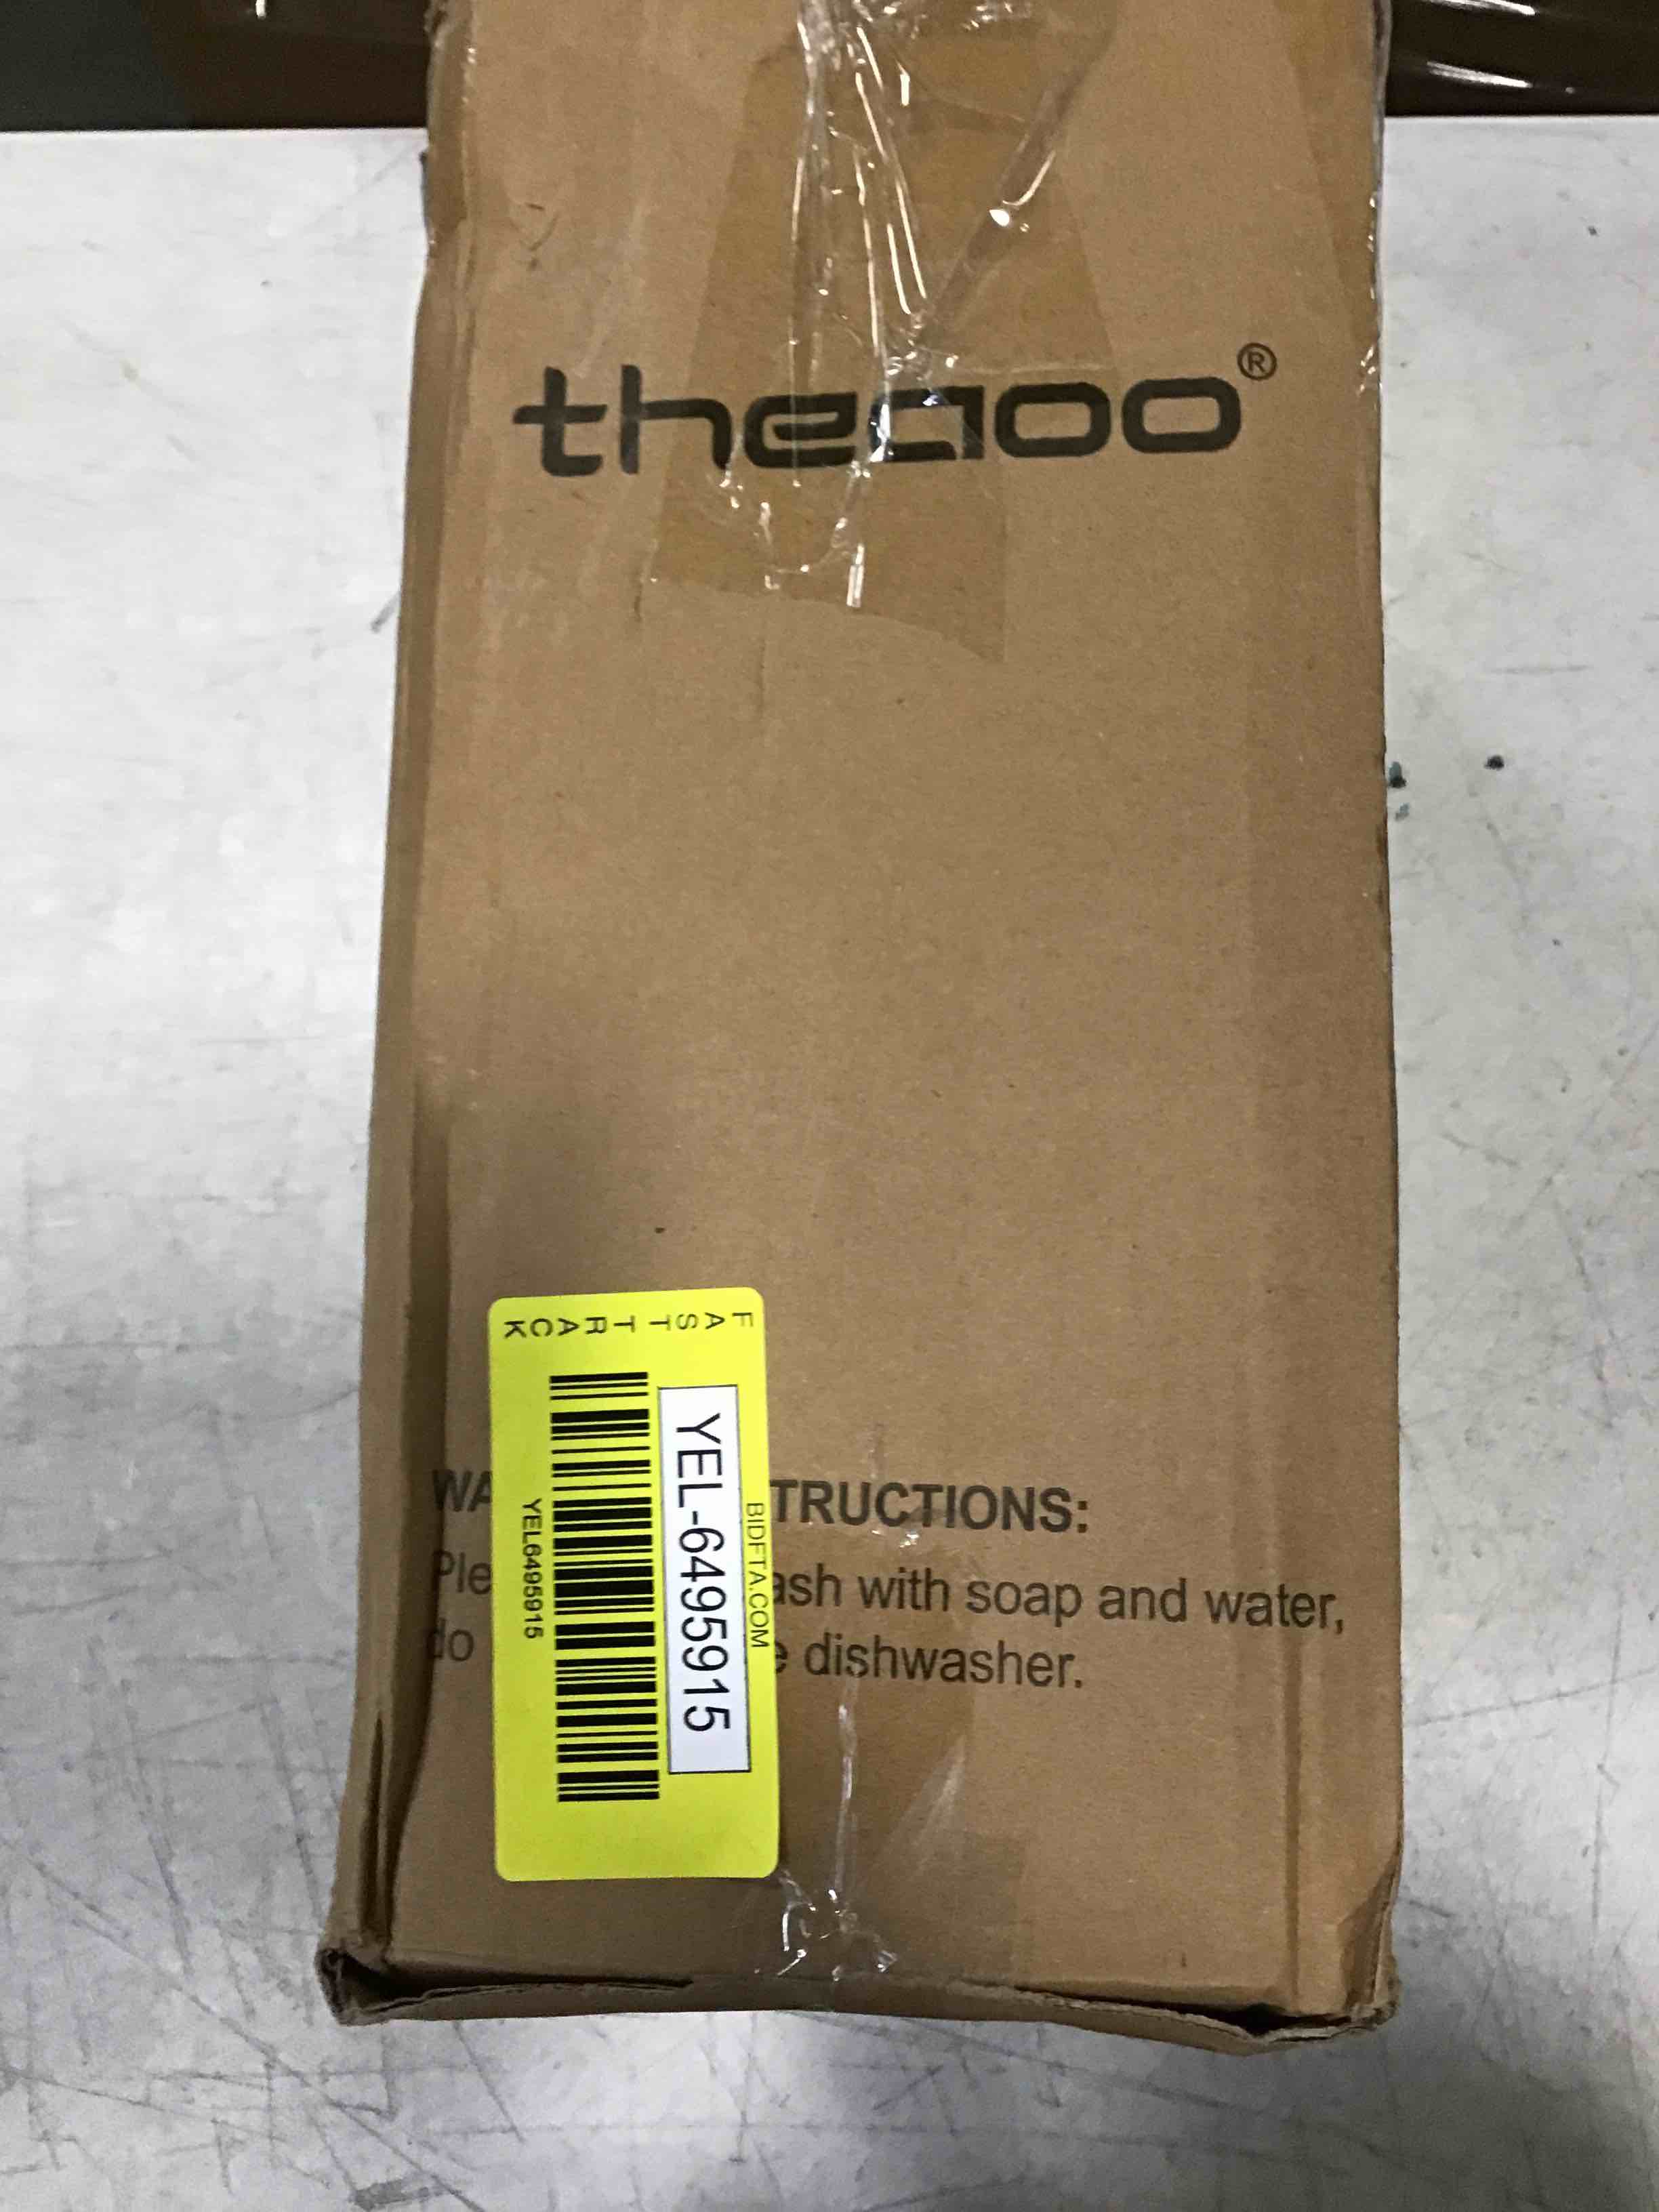 theaoo®
FAST TRACK
YEL-6495915
BIDFTA.COM
YEL6495915
WA TRUCTIONS:
Ple ash with soap and water,
do e dishwasher.